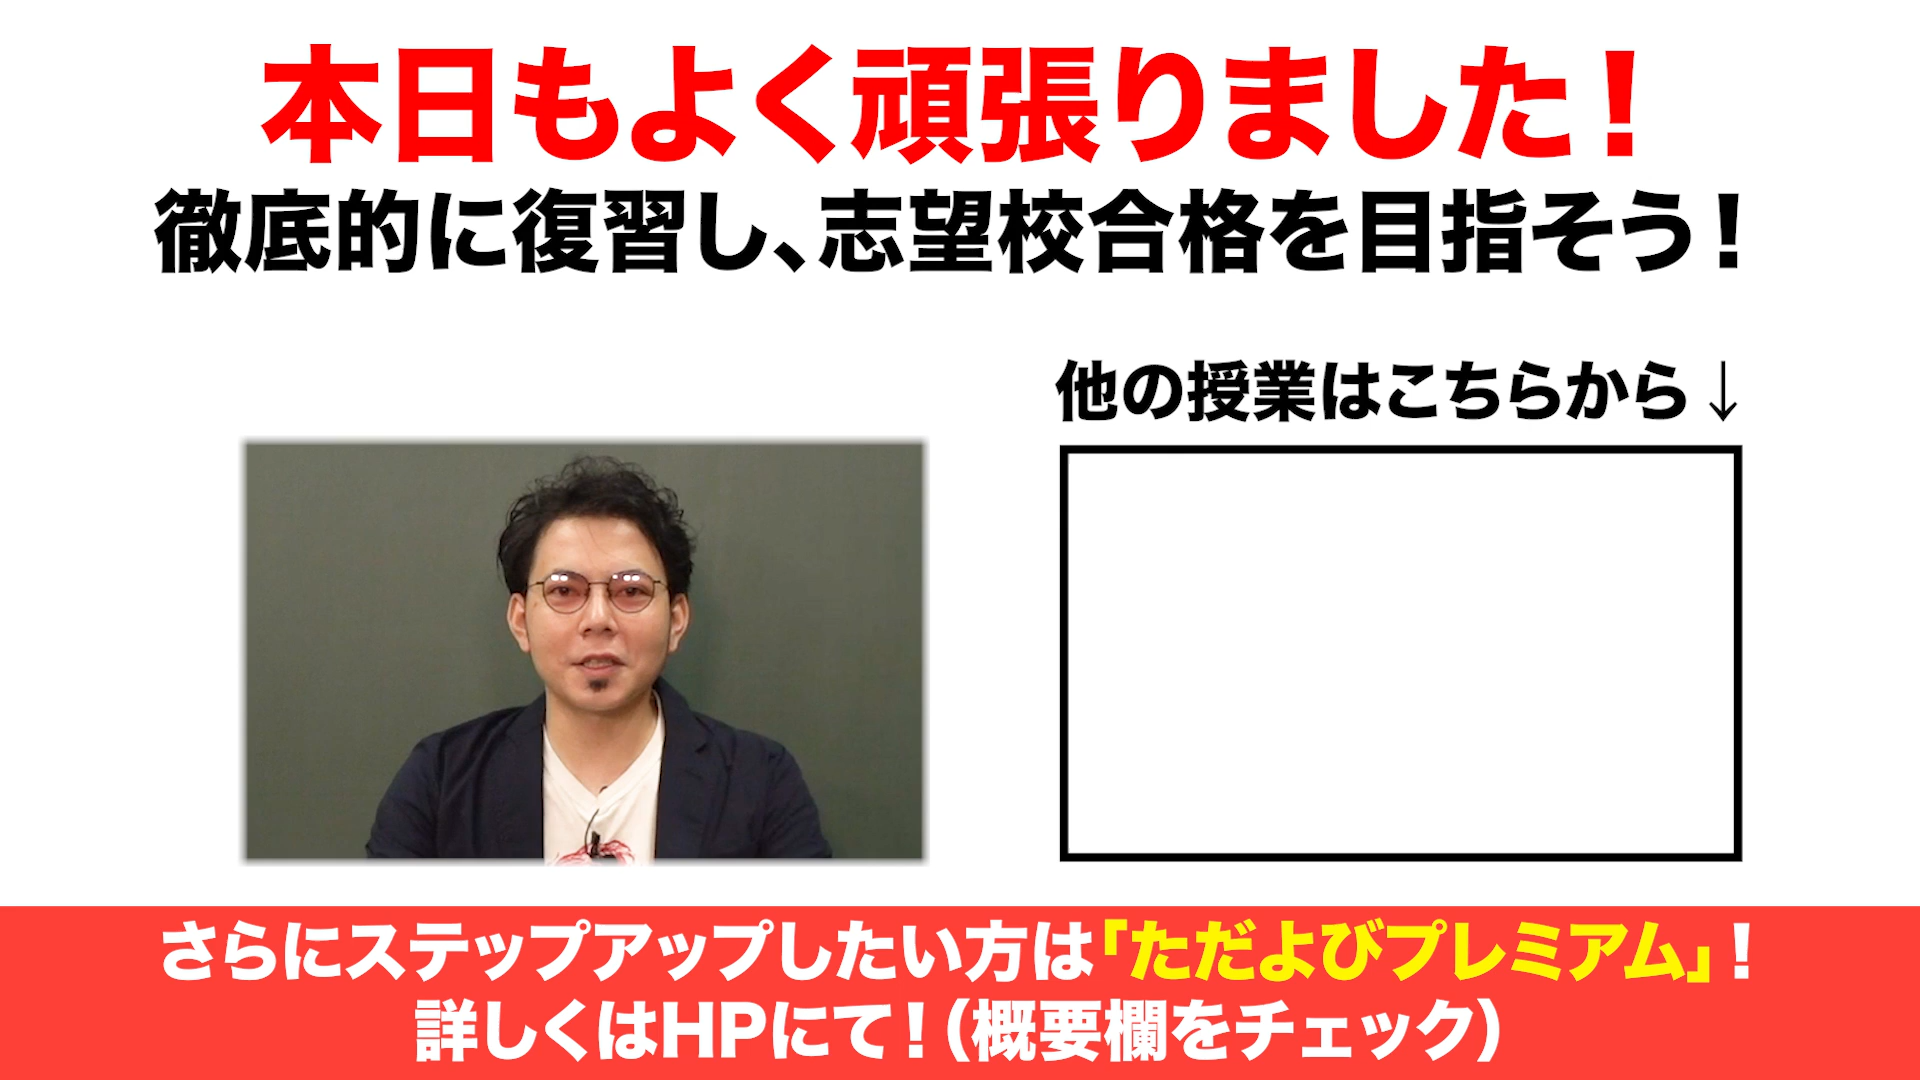 本日もよく頑張りました！
徹底的に復習し、志望校合格を目指そう！
他の授業はこちらから↓
さらにステップアップしたい方は「ただよびプレミアム」！
詳しくはHPにて！（概要欄をチェック）